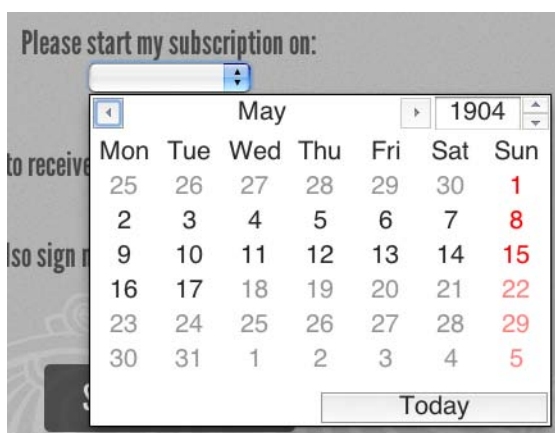 Please start my subscription on:
May 1904
Mon Tue Wed Thu Fri Sat Sun
25 26 27 28 29 30 1
to receive
2 3 4 5 6 7 8
9 10 11 12 13 14 15
lso sign
16 17 18 19 20 21 22
23 24 25 26 27 28 29
30 31 1 2 3 4 5
Today